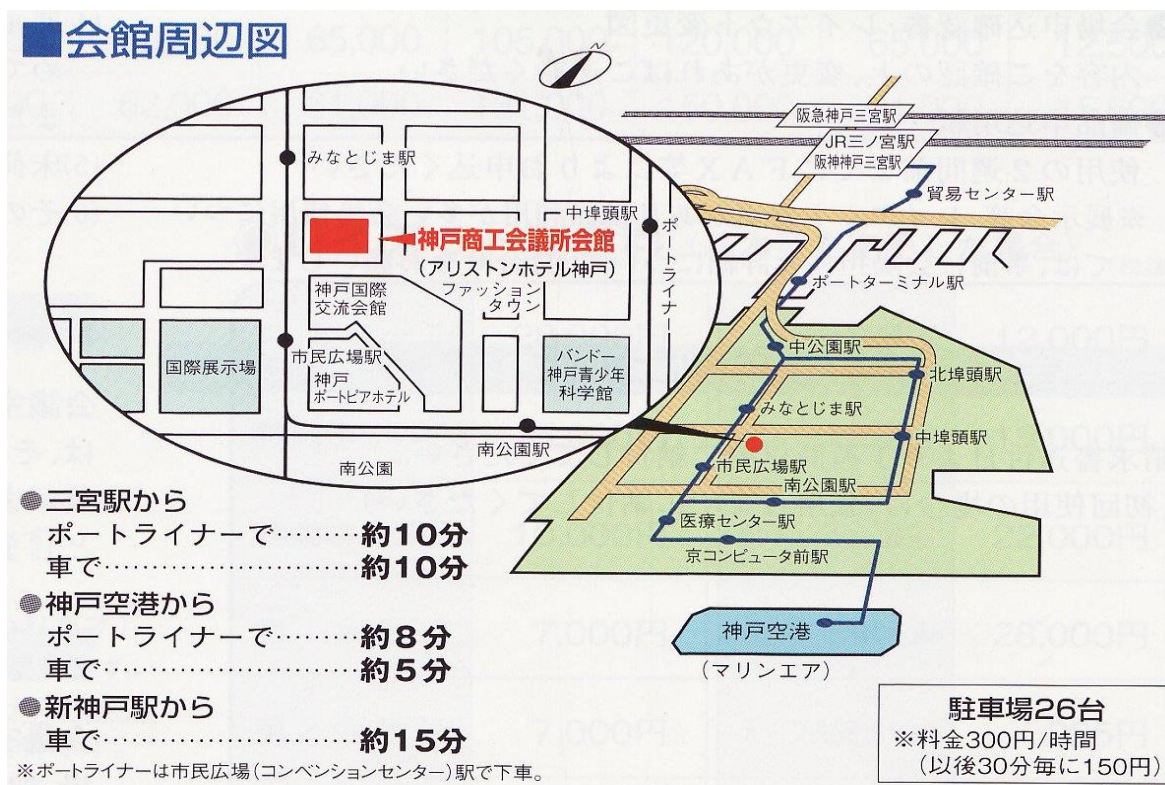 ■会館周辺図
N
みなとじま駅
中埠頭駅
神戸商工会議所会館
(アリストンホテル神戸)
ポートライナー
神戸国際
交流会館
ファッション
タウン
国際展示場
市民広場駅
神戸
ポートピアホテル
バンドー
神戸青少年
科学館
南公園駅
南公園
阪急神戸三宮駅
JR三ノ宮駅
阪神神戸三宮駅
貿易センター駅
ポートターミナル駅
中公園駅
北埠頭駅
みなとじま駅
中埠頭駅
市民広場駅
南公園駅
医療センター駅
京コンピュータ前駅
神戸空港
(マリンエア)
●三宮駅から
ポートライナーで………約10分
車で……………………約10分
●神戸空港から
ポートライナーで………約8分
車で……………………約5分
●新神戸駅から
車で……………………約15分
※ポートライナーは市民広場(コンベンションセンター)駅で下車。
駐車場26台
※料金300円/時間
(以後30分毎に150円)